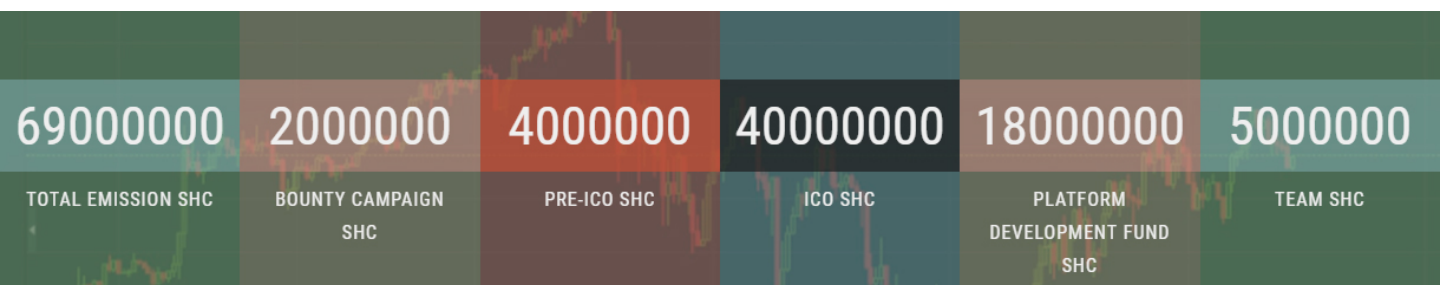 69000000 2000000 4000000 40000000 18000000 5000000
TOTAL EMISSION SHC BOUNTY CAMPAIGN PRE-ICO SHC ICO SHC PLATFORM TEAM SHC
SHC DEVELOPMENT FUND
SHC